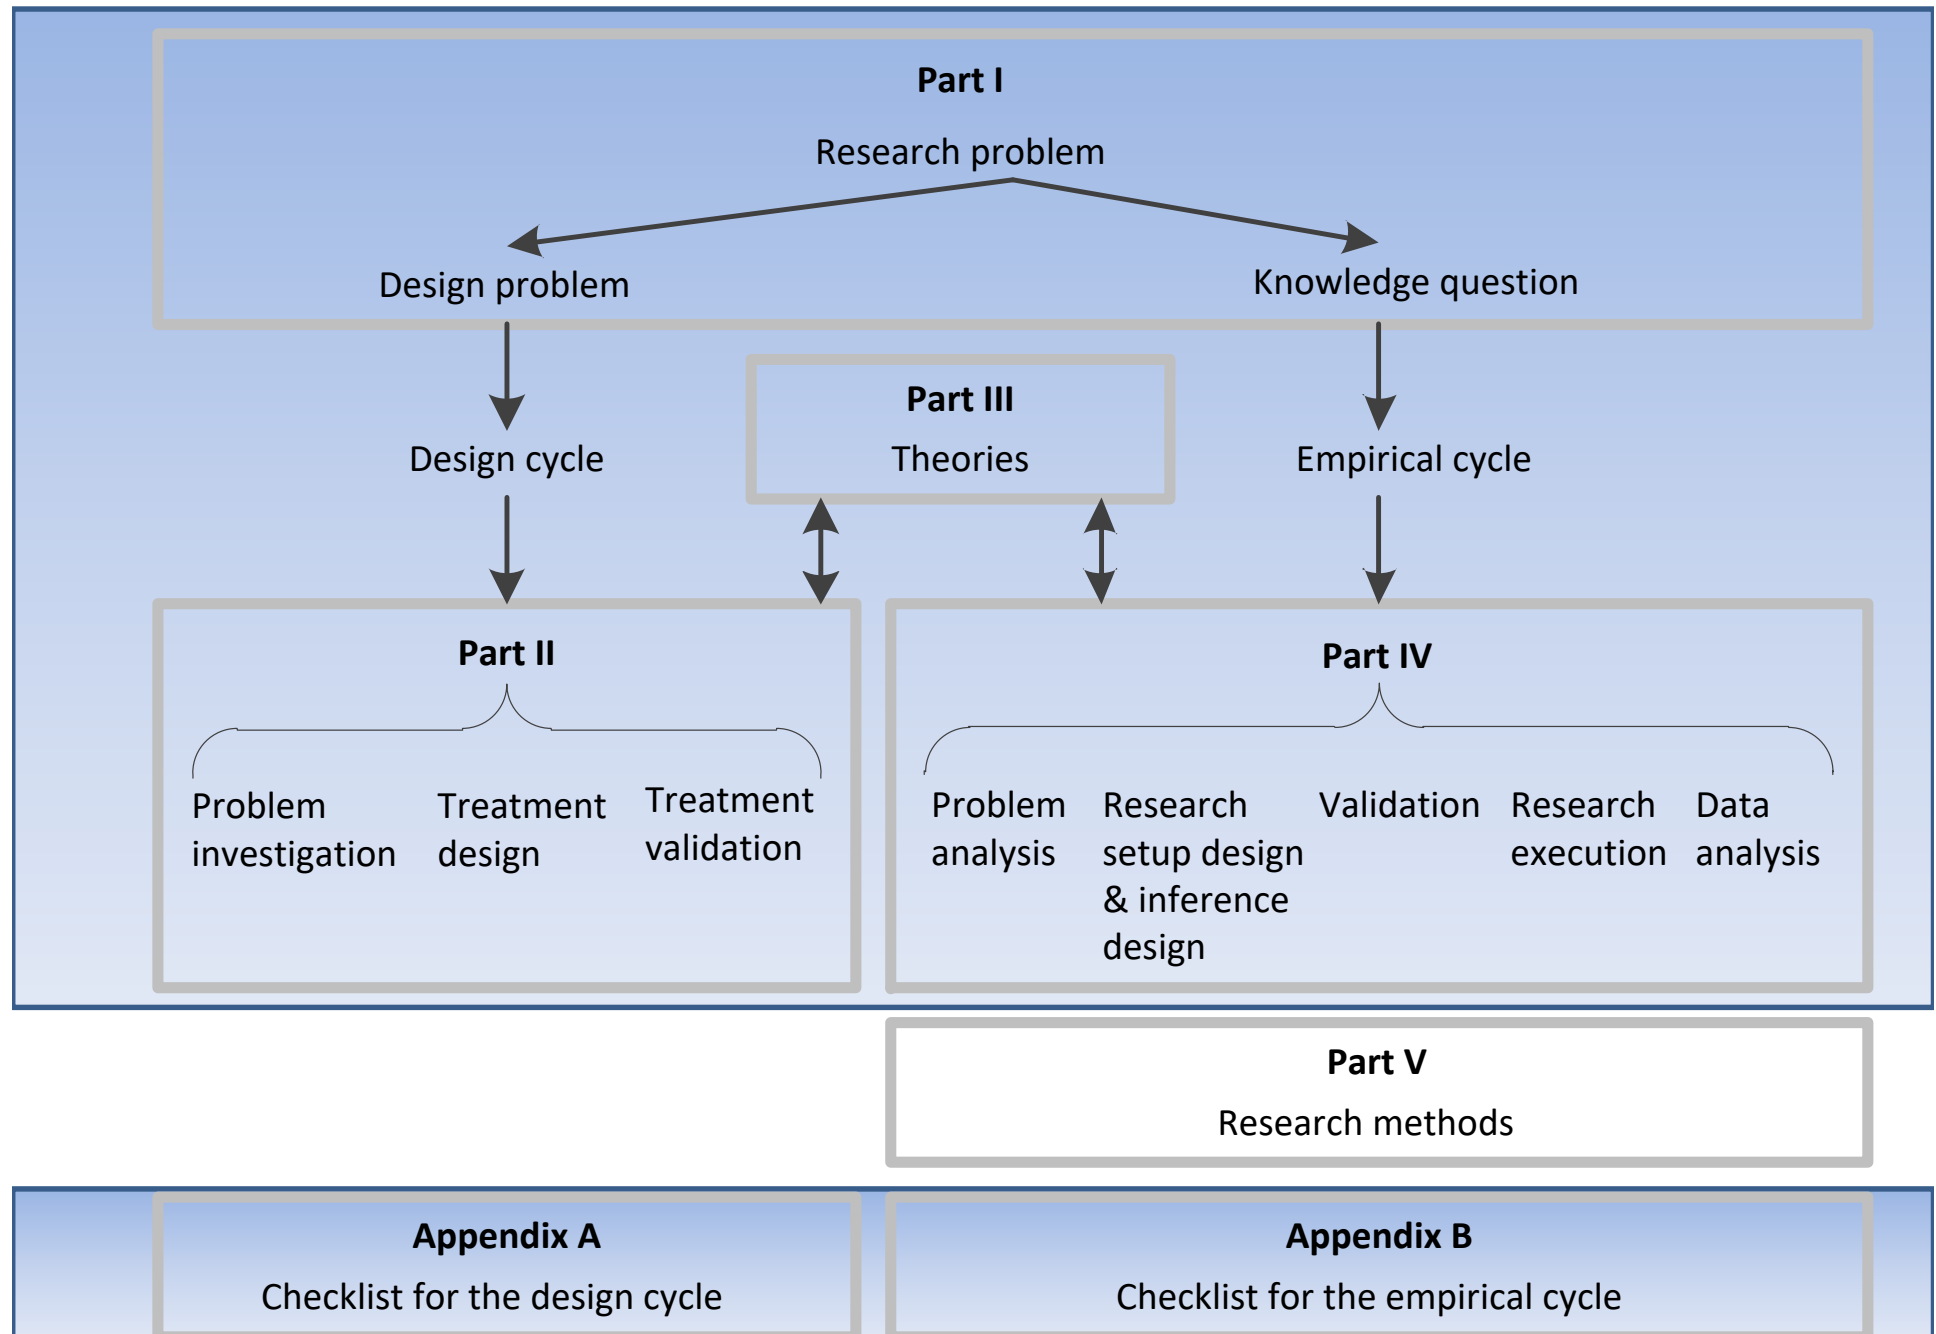 Part I
Research problem
Design problem
Knowledge question
Part III
Theories
Design cycle
Empirical cycle
Part II
Problem
investigation
Treatment
design
Treatment
validation
Part IV
Problem
analysis
Research
setup design
& inference
design
Validation
Research
execution
Data
analysis
Part V
Research methods
Appendix A
Checklist for the design cycle
Appendix B
Checklist for the empirical cycle